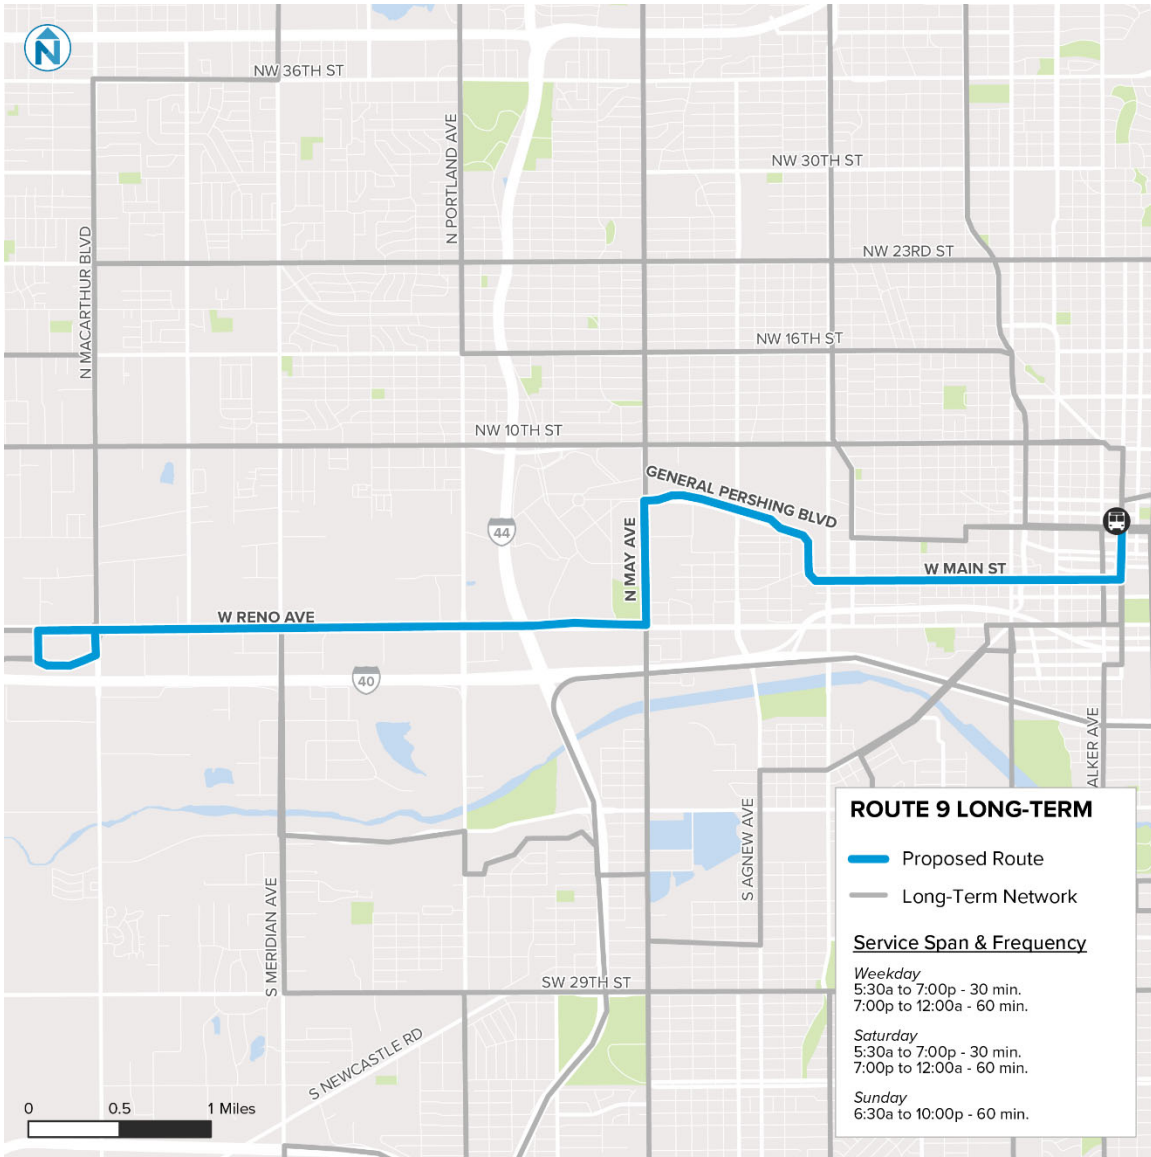 N
NW 36TH ST
N PORTLAND AVE
NW 30TH ST
N MACARTHUR BLVD
NW 23RD ST
NW 16TH ST
NW 10TH ST
GENERAL PERSHING BLVD
44
N MAY AVE
W MAIN ST
W RENO AVE
40
ALKER AVE
S AGNEW AVE
S MERIDIAN AVE
SW 29TH ST
S NEWCASTLE RD
0 0.5 1 Miles
ROUTE 9 LONG-TERM
Proposed Route
Long-Term Network
Service Span & Frequency
Weekday
5:30a to 7:00p - 30 min.
7:00p to 12:00a - 60 min.
Saturday
5:30a to 7:00p - 30 min.
7:00p to 12:00a - 60 min.
Sunday
6:30a to 10:00p - 60 min.